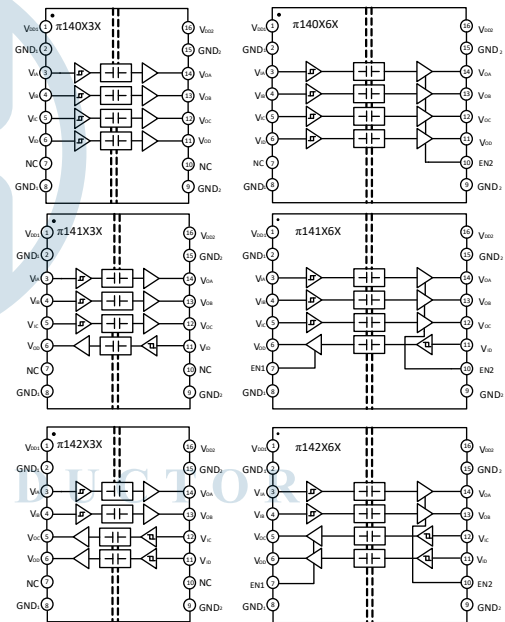 π140X3X
VDD1 1
16 VDD2
GND1 2
15 GND2
VIA 3
14 VOA
VIB 4
13 VOB
VIC 5
12 VOC
VID 6
11 VOD
NC 7
10 NC
GND1 8
9 GND2
π140X6X
VDD1 1
16 VDD2
GND1 2
15 GND2
VIA 3
14 VOA
VIB 4
13 VOB
VIC 5
12 VOC
VID 6
11 VOD
NC 7
10 EN2
GND1 8
9 GND2
π141X3X
VDD1 1
16 VDD2
GND1 2
15 GND2
VIA 3
14 VOA
VIB 4
13 VOB
VIC 5
12 VOC
VOD 6
11 VID
NC 7
10 NC
GND1 8
9 GND2
π141X6X
VDD1 1
16 VDD2
GND1 2
15 GND2
VIA 3
14 VOA
VIB 4
13 VOB
VIC 5
12 VOC
VOD 6
11 VID
EN1 7
10 EN2
GND1 8
9 GND2
π142X3X
VDD1 1
16 VDD2
GND1 2
15 GND2
VIA 3
14 VOA
VIB 4
13 VOB
VOC 5
12 VIC
VOD 6
11 VID
NC 7
10 NC
GND1 8
9 GND2
π142X6X
VDD1 1
16 VDD2
GND1 2
15 GND2
VIA 3
14 VOA
VIB 4
13 VOB
VOC 5
12 VIC
VOD 6
11 VID
EN1 7
10 EN2
GND1 8
9 GND2
DUCTOR